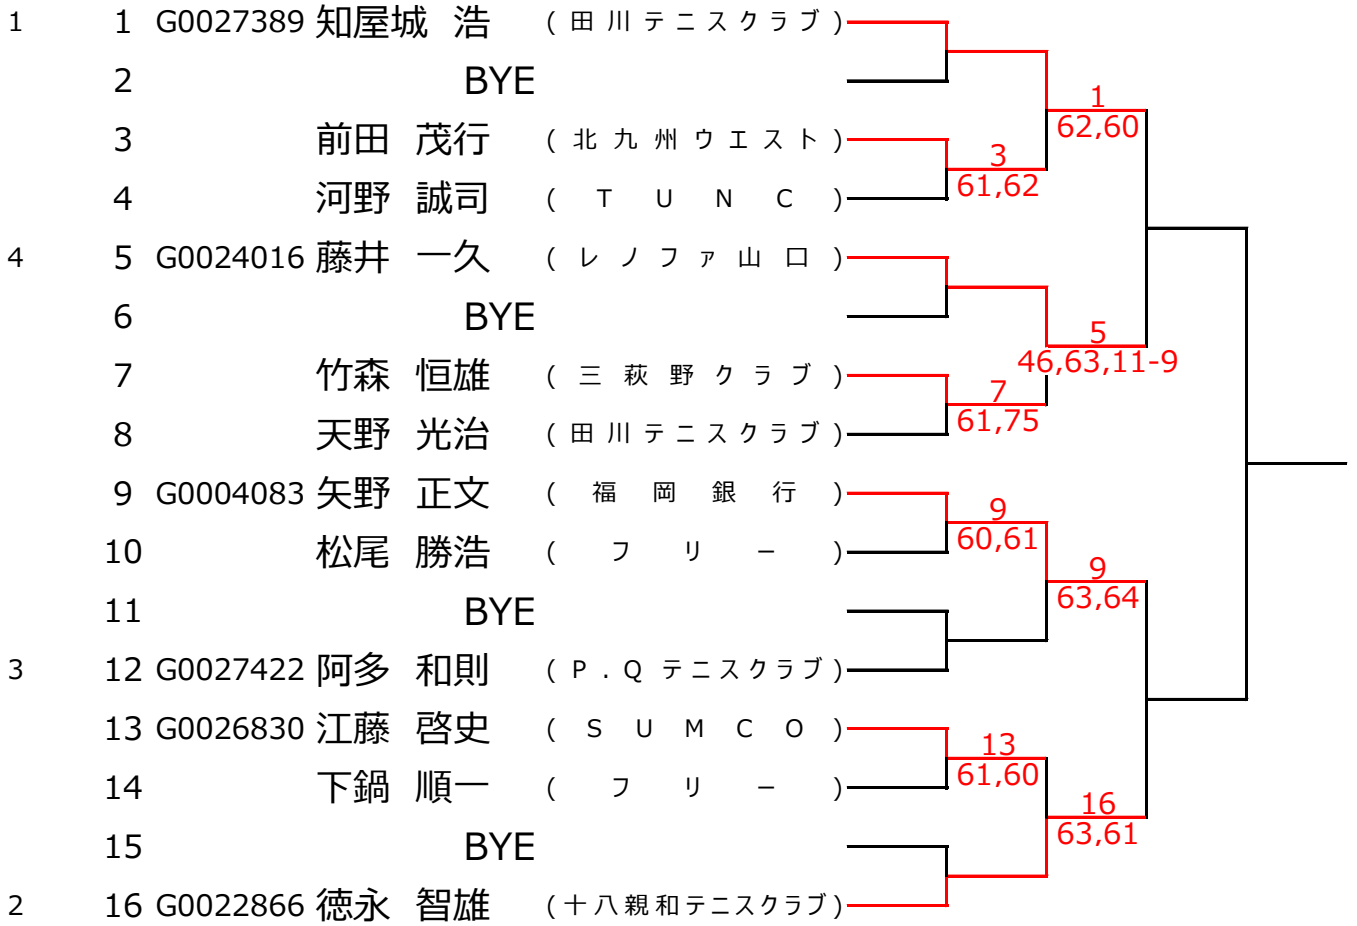 1 1 G0027389 知屋城 浩 (田川テニスクラブ)
2 BYE
1
62,60
3 前田 茂行 (北九州ウエスト)
3
61,62
4 河野 誠司 (TUNC)
4 5 G0024016 藤井 一久 (レノファ山口)
6 BYE
5
46,63,11-9
7 竹森 恒雄 (三萩野クラブ)
7
61,75
8 天野 光治 (田川テニスクラブ)
9 G0004083 矢野 正文 (福岡銀行)
9
60,61
10 松尾 勝浩 (フリー)
9
63,64
11 BYE
3 12 G0027422 阿多 和則 (P.Qテニスクラブ)
13 G0026830 江藤 啓史 (SUMCO)
13
61,60
14 下鍋 順一 (フリー)
16
63,61
15 BYE
2 16 G0022866 徳永 智雄 (十八親和テニスクラブ)